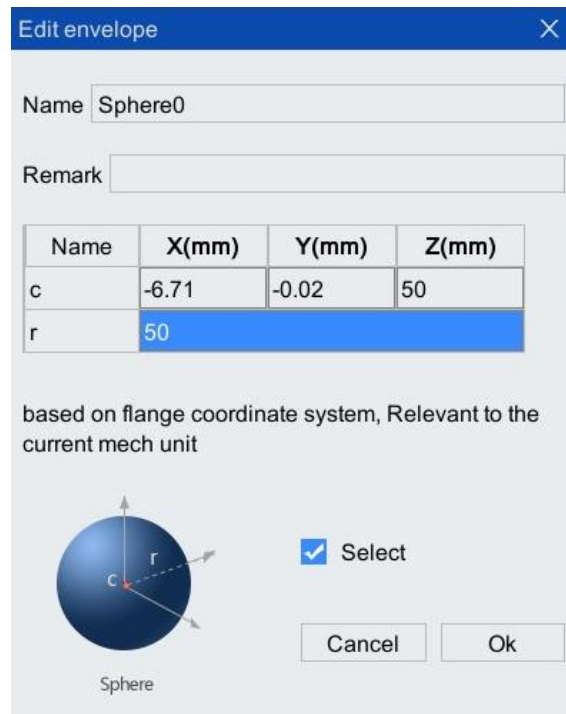 Edit envelope
Name Sphere0
Remark
Name X(mm) Y(mm) Z(mm)
c -6.71 -0.02 50
r 50
based on flange coordinate system, Relevant to the
current mech unit
r
c
Select
Cancel Ok
Sphere